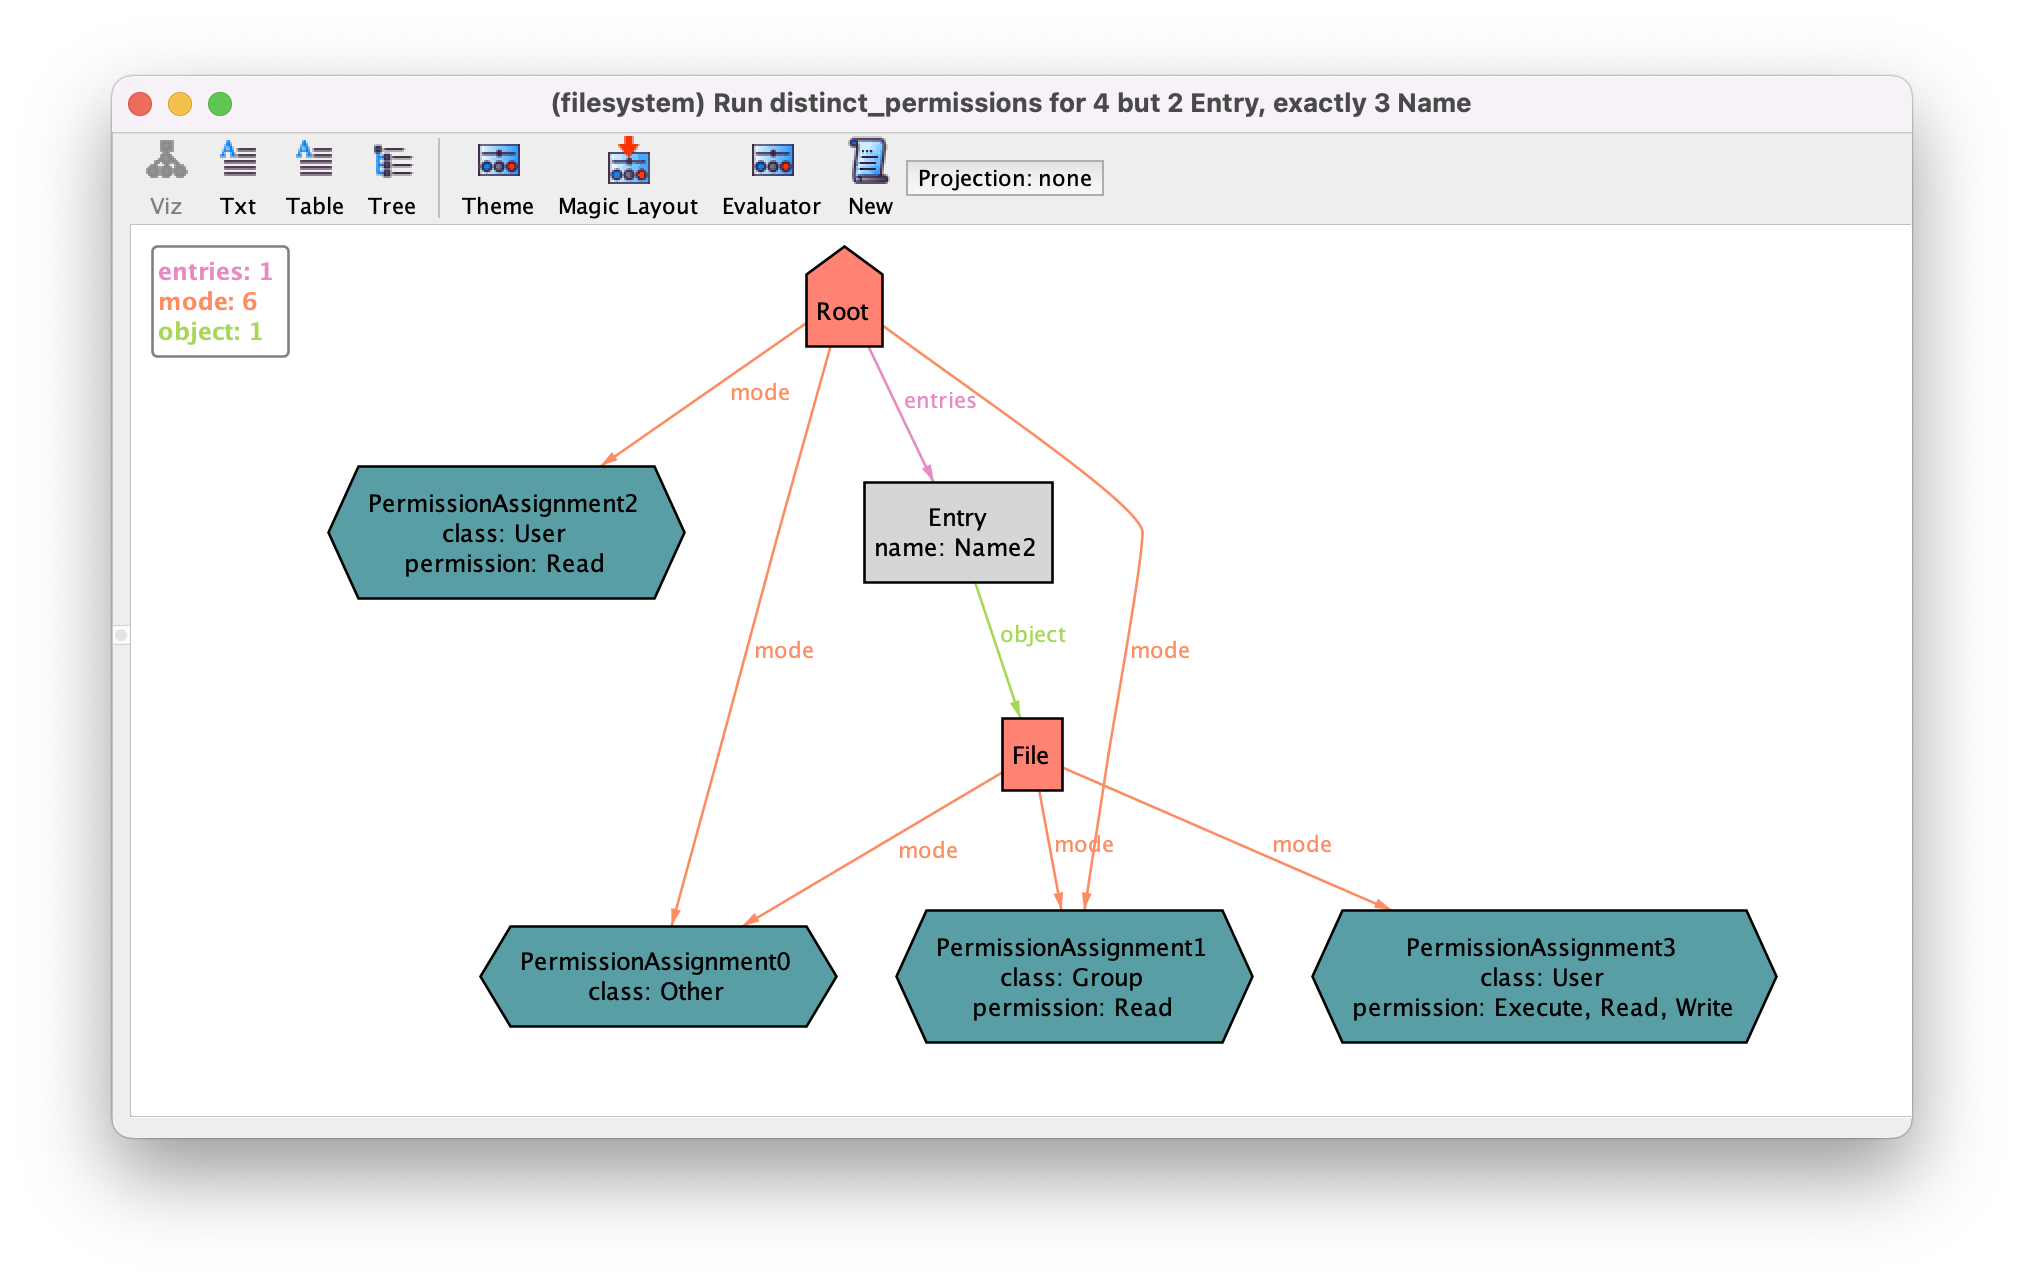 (filesystem) Run distinct_permissions for 4 but 2 Entry, exactly 3 Name
Viz
Txt
Table
Tree
Theme
Magic Layout
Evaluator
New
Projection: none
entries: 1
mode: 6
object: 1
Root
mode
entries
PermissionAssignment2
class: User
permission: Read
Entry
name: Name2
object
mode
mode
File
mode
mode
mode
PermissionAssignment0
class: Other
PermissionAssignment1
class: Group
permission: Read
PermissionAssignment3
class: User
permission: Execute, Read, Write